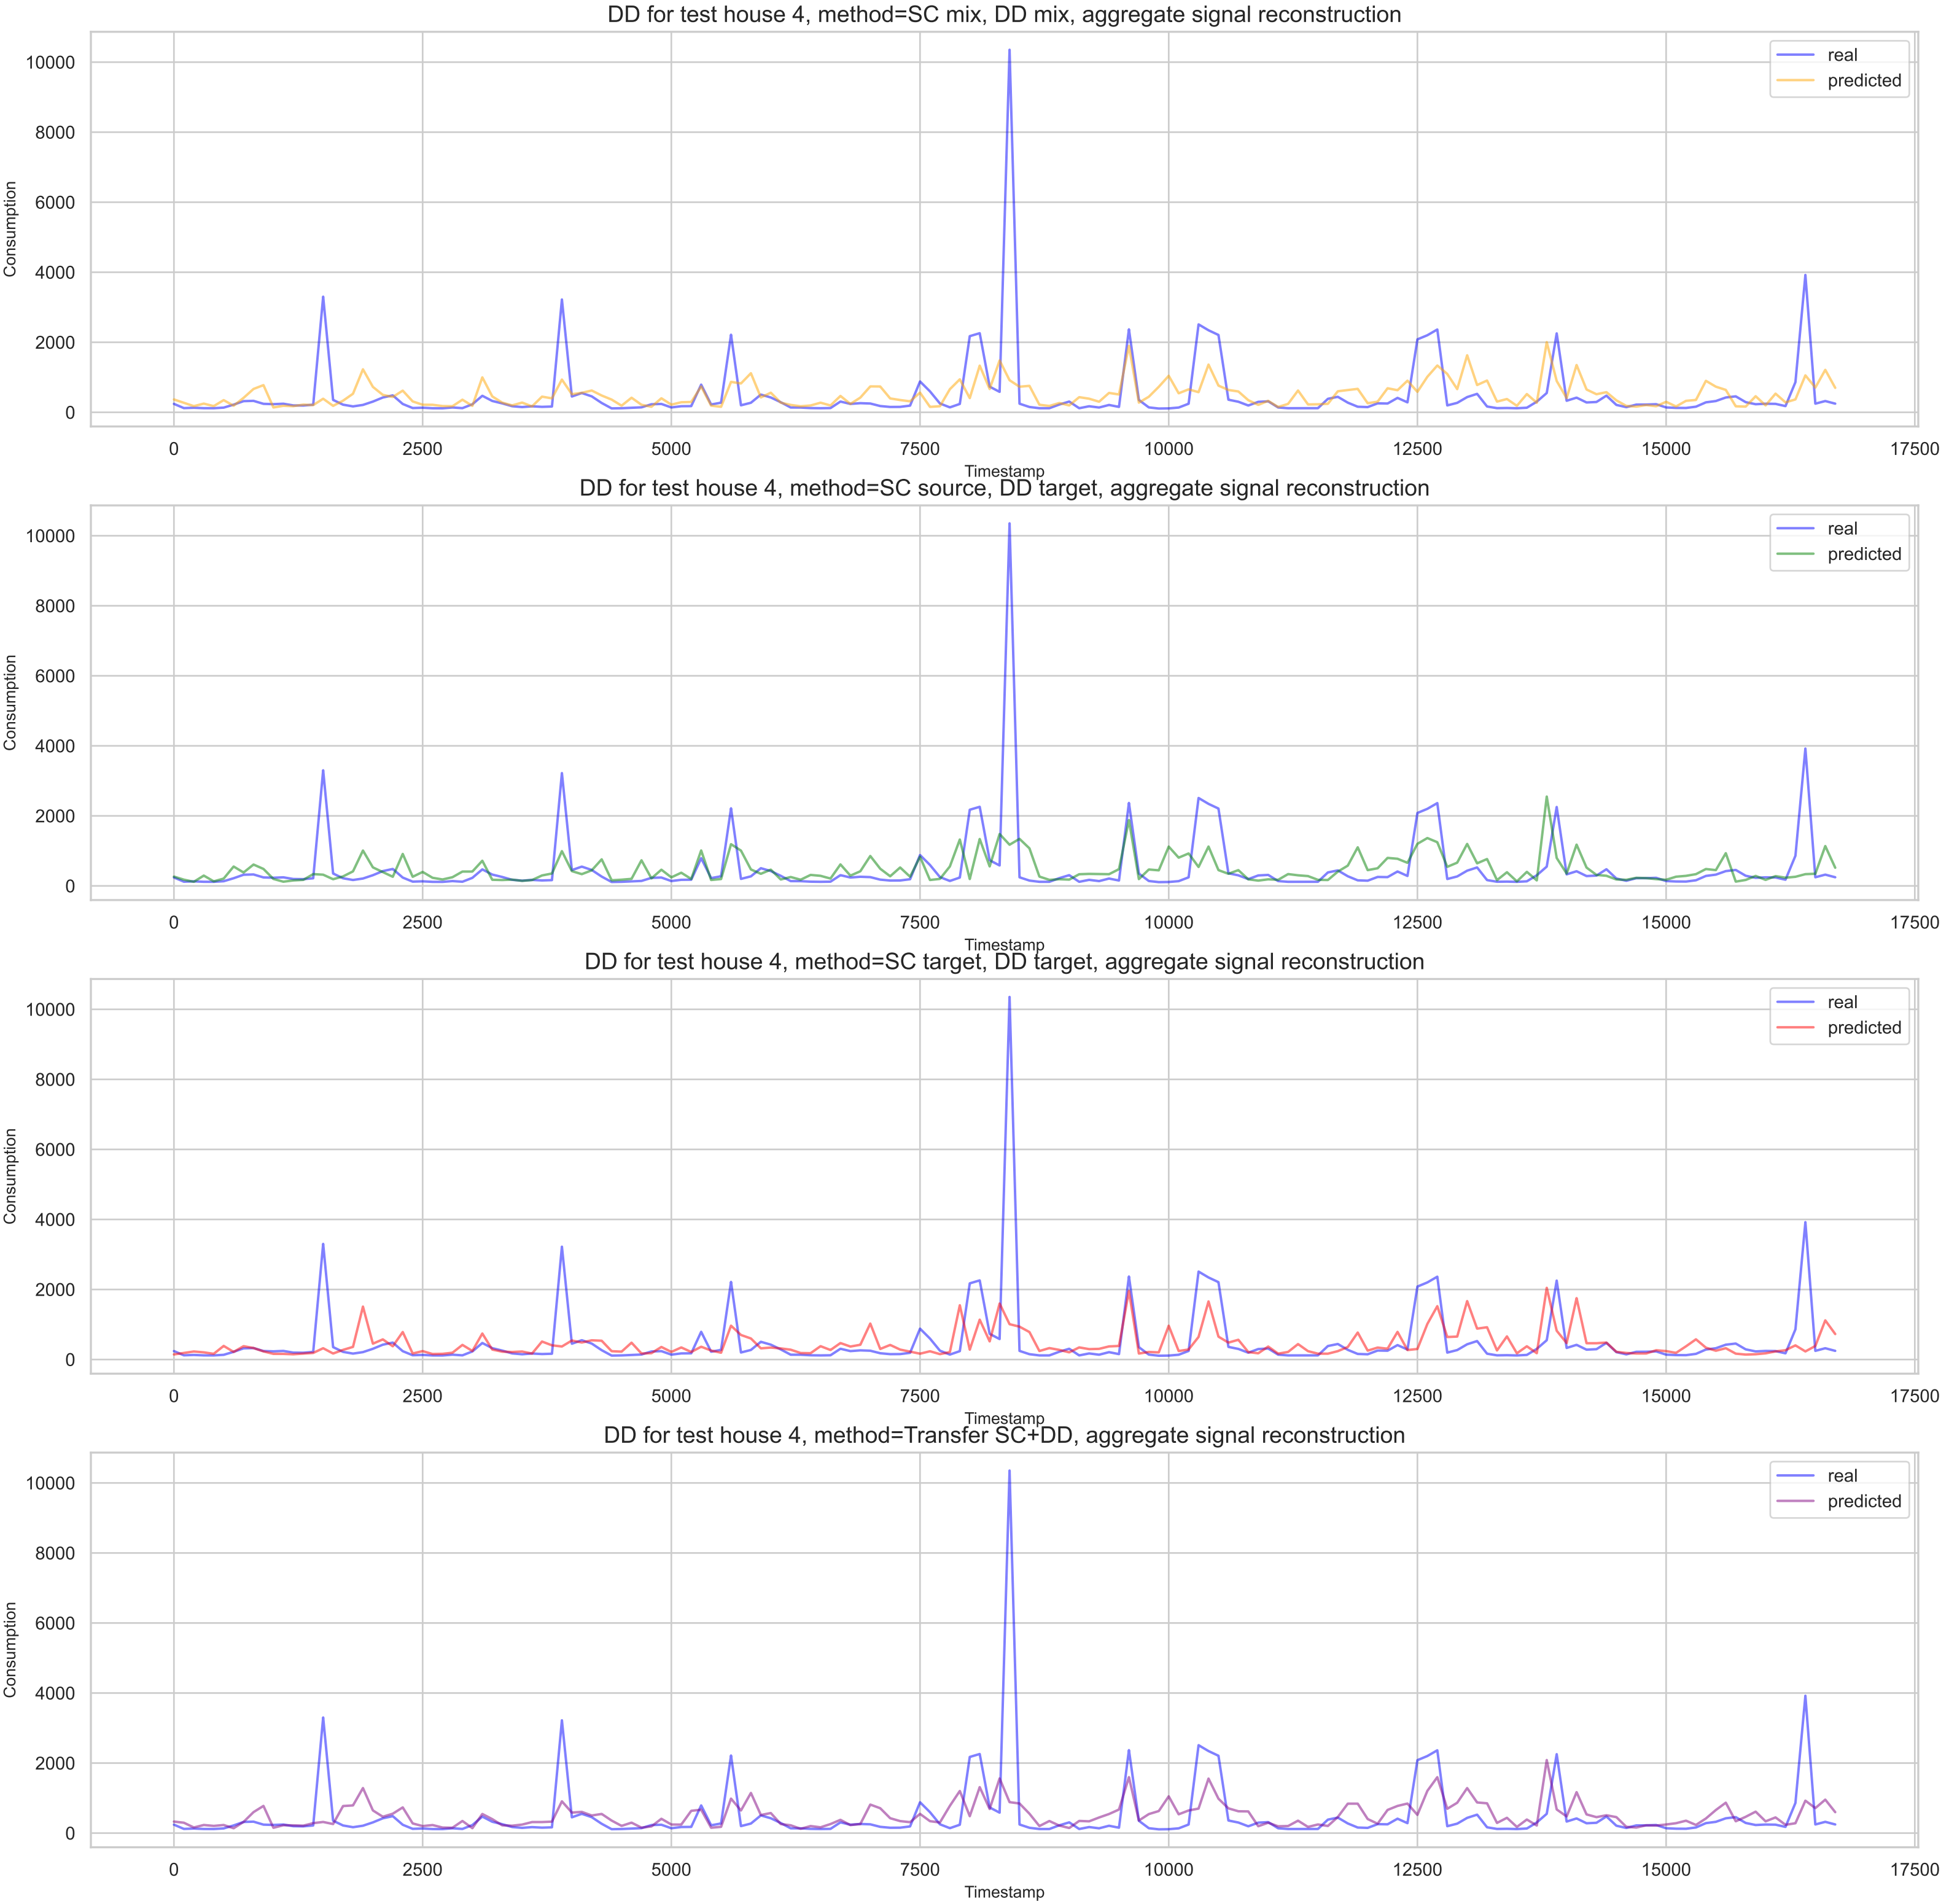 DD for test house 4, method=SC mix, DD mix, aggregate signal reconstruction
real
predicted
10000
8000
6000
4000
2000
0
Consumption
0 2500 5000 7500 10000 12500 15000 17500
Timestamp
DD for test house 4, method=SC source, DD target, aggregate signal reconstruction
real
predicted
10000
8000
6000
4000
2000
0
Consumption
0 2500 5000 7500 10000 12500 15000 17500
Timestamp
DD for test house 4, method=SC target, DD target, aggregate signal reconstruction
real
predicted
10000
8000
6000
4000
2000
0
Consumption
0 2500 5000 7500 10000 12500 15000 17500
Timestamp
DD for test house 4, method=Transfer SC+DD, aggregate signal reconstruction
real
predicted
10000
8000
6000
4000
2000
0
Consumption
0 2500 5000 7500 10000 12500 15000 17500
Timestamp